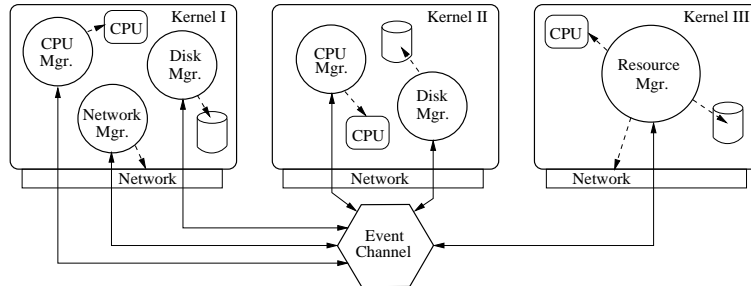 Kernel I
CPU
Mgr.
CPU
Disk
Mgr.
Network
Mgr.
Network
Kernel II
CPU
Mgr.
Disk
Mgr.
CPU
Network
Kernel III
CPU
Resource
Mgr.
Network
Event
Channel